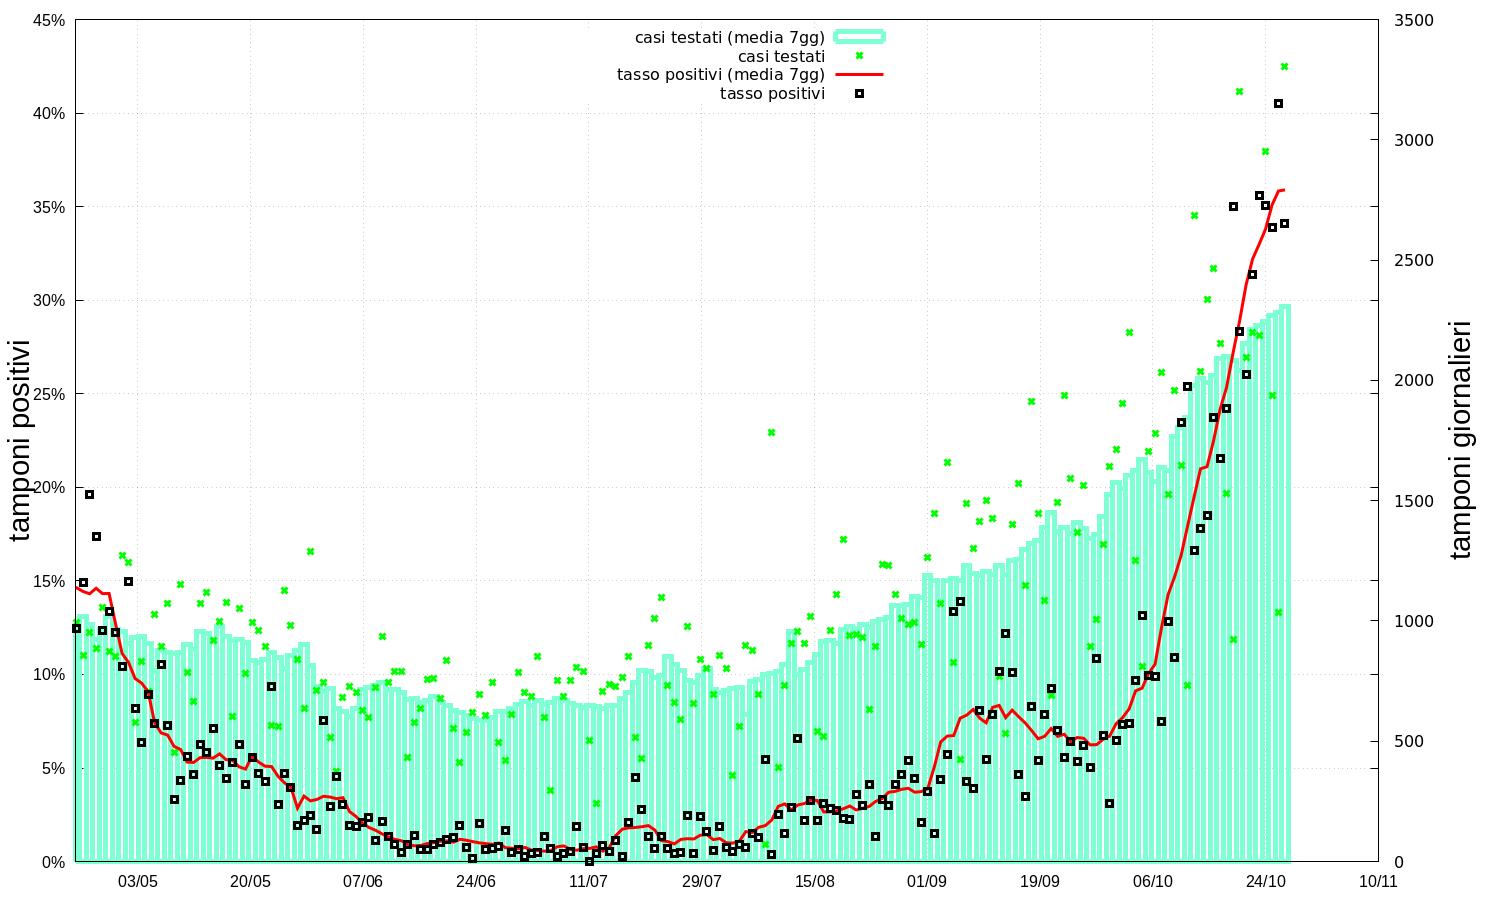 casi testati (media 7gg)
casi testati
tasso positivi (media 7gg)
tasso positivi
tamponi positivi
45%
40%
35%
30%
25%
20%
15%
10%
5%
0%
3500
3000
2500
2000
1500
1000
500
0
tamponi giornalieri
03/05 20/05 07/06 24/06 11/07 29/07 15/08 01/09 19/09 06/10 24/10 10/11